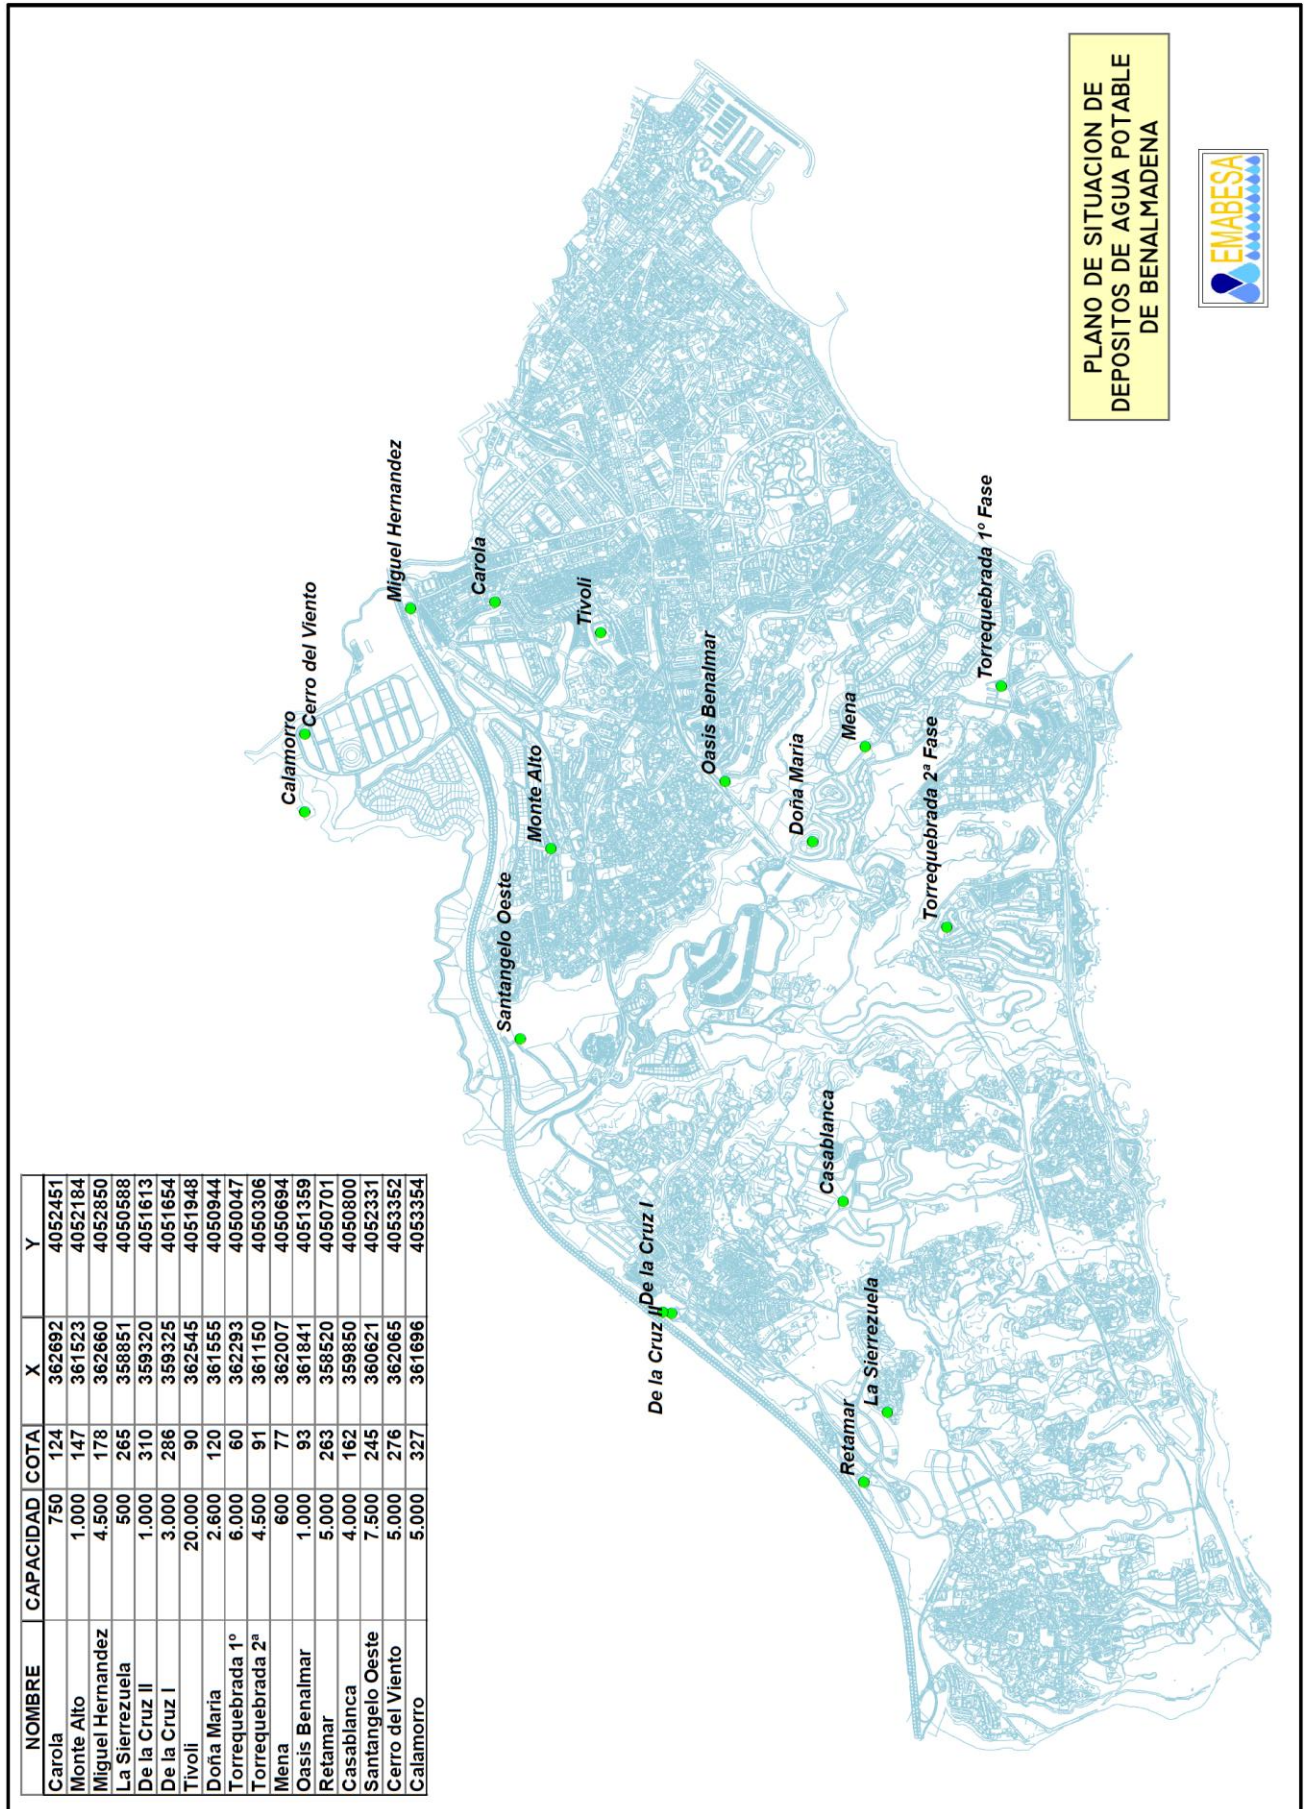 NOMBRE CAPACIDAD COTA X Y
Carola 750 124 362692 4052451
Monte Alto 1.000 147 361523 4052184
Miguel Hernandez 4.500 178 362660 4052850
La Sierrezuela 500 265 358851 4050588
De la Cruz II 1.000 310 359320 4051613
De la Cruz I 3.000 286 359325 4051654
Tivoli 20.000 90 362545 4051948
Doña Maria 2.600 120 361555 4050944
Torrequebrada 1º 6.000 60 362293 4050047
Torrequebrada 2ª 4.500 91 361150 4050306
Mena 600 77 362007 4050694
Oasis Benalmar 1.000 93 361841 4051359
Retamar 5.000 263 358520 4050701
Casablanca 4.000 162 359850 4050800
Santangelo Oeste 7.500 245 360621 4052331
Cerro del Viento 5.000 276 362065 4053352
Calamorro 5.000 327 361696 4053354
Calamorro
Cerro del Viento
Miguel Hernandez
Carola
Santangelo Oeste
Monte Alto
Tivoli
De la Cruz II
De la Cruz I
Oasis Benalmar
Doña Maria
Mena
Casablanca
Retamar
La Sierrezuela
Torrequebrada 2ª Fase
Torrequebrada 1º Fase
PLANO DE SITUACION DE
DEPOSITOS DE AGUA POTABLE
DE BENALMADENA
EMABESA